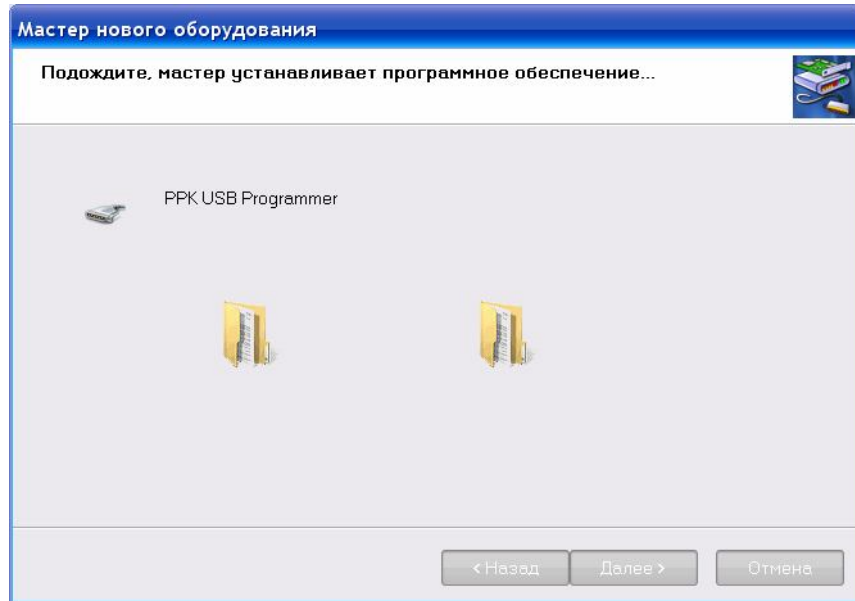 Мастер нового оборудования
Подождите, мастер устанавливает программное обеспечение...
PPK USB Programmer
< Назад
Далее >
Отмена